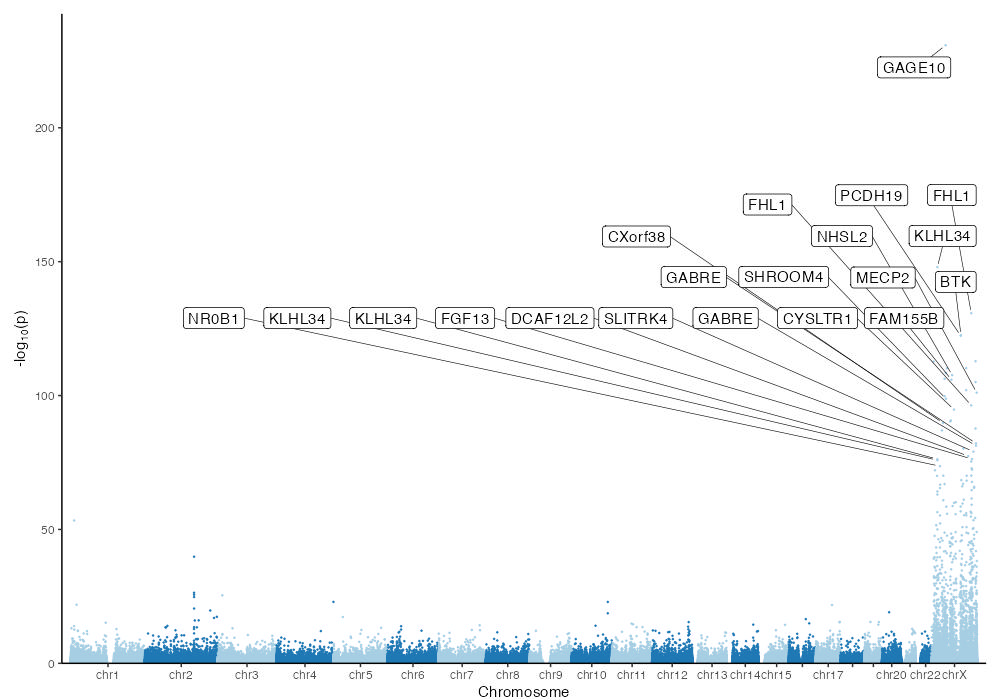 GAGE10
200
PCDH19 FHL1
FHL1
CXorf38 NHSL2 KLHL34
150
GABRE SHROOM4 MECP2 BTK
NR0B1 KLHL34 KLHL34 FGF13 DCAF12L2 SLITRK4 GABRE CYSLTR1 FAM155B
-log10(p)
100
50
0
chr1 chr2 chr3 chr4 chr5 chr6 chr7 chr8 chr9 chr10 chr11 chr12 chr13 chr14 chr15 chr17 chr20 chr22 chrX
Chromosome